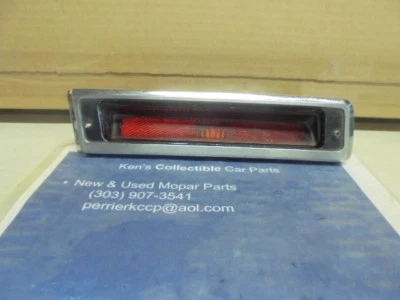 Ken's Collectible Car Parts
• New & Used Mopar Parts
(303) 907-3541
perrierkccp@aol.com